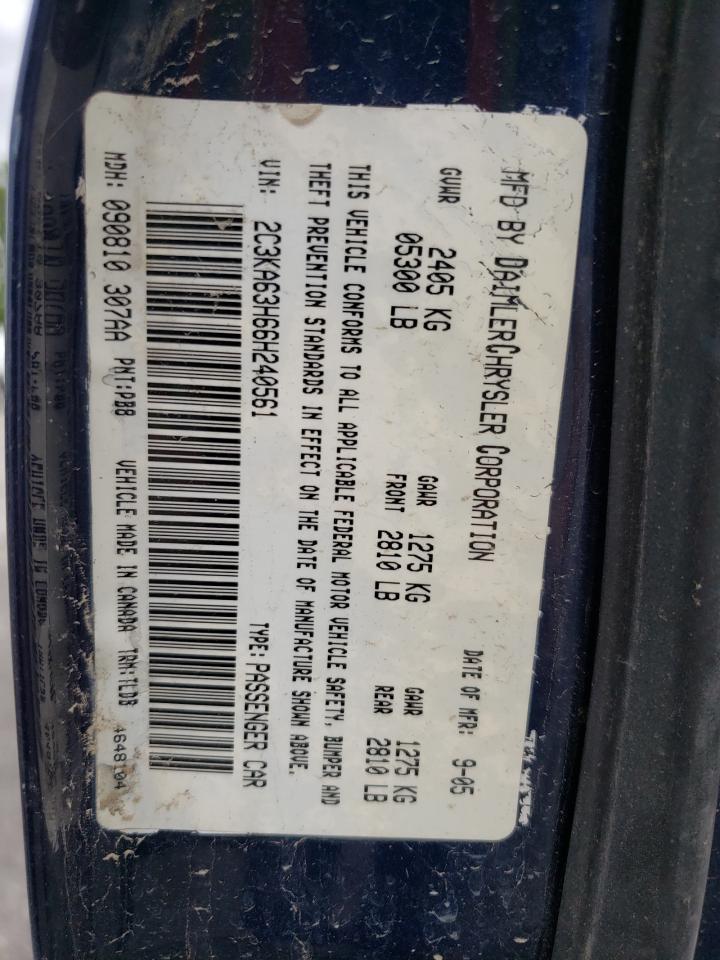 MFD BY DAIMLERCHRYSLER CORPORATION DATE OF MFR: 9-05
GVWR 2405 KG GAWR 1275 KG GAWR 1275 KG
05300 LB FRONT 2810 LB REAR 2810 LB
THIS VEHICLE CONFORMS TO ALL APPLICABLE FEDERAL MOTOR VEHICLE SAFETY, BUMPER AND
THEFT PREVENTION STANDARDS IN EFFECT ON THE DATE OF MANUFACTURE SHOWN ABOVE.
VIN: 2C3KA63H66H240561 TYPE: PASSENGER CAR
MDH: 090810 307AA PNT:PB8 VEHICLE MADE IN CANADA TRM:TLDB
4648104